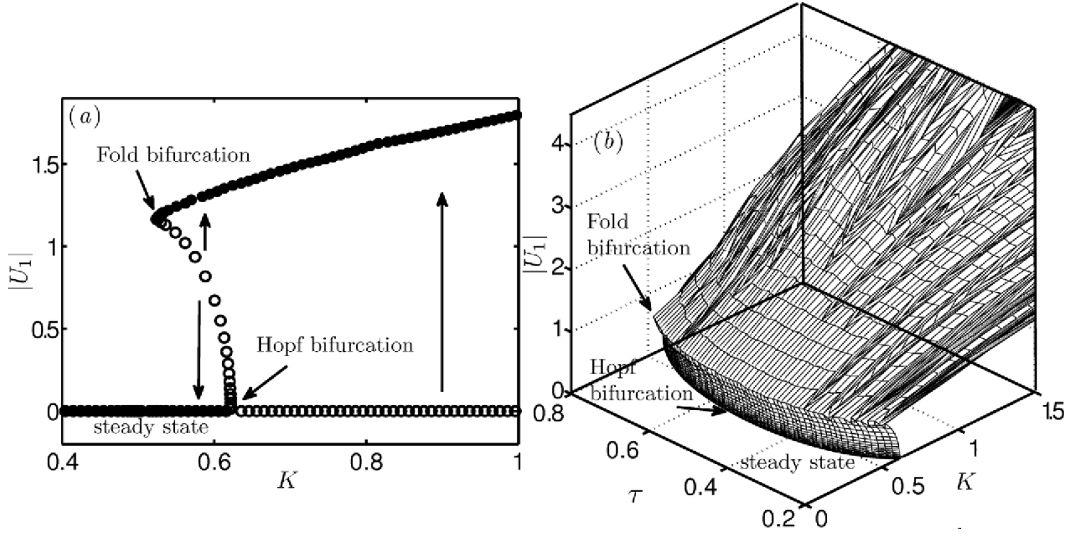 (a)
Fold bifurcation
Hopf bifurcation
steady state
|U₁|
1.5
1
0.5
0
0.4
0.6
0.8
1
K
(b)
Fold
bifurcation
Hopf
bifurcation
steady state
|U₁|
4
3
2
1
0
0.8
0.6
0.4
0.2
τ
0
0.5
1
1.5
K